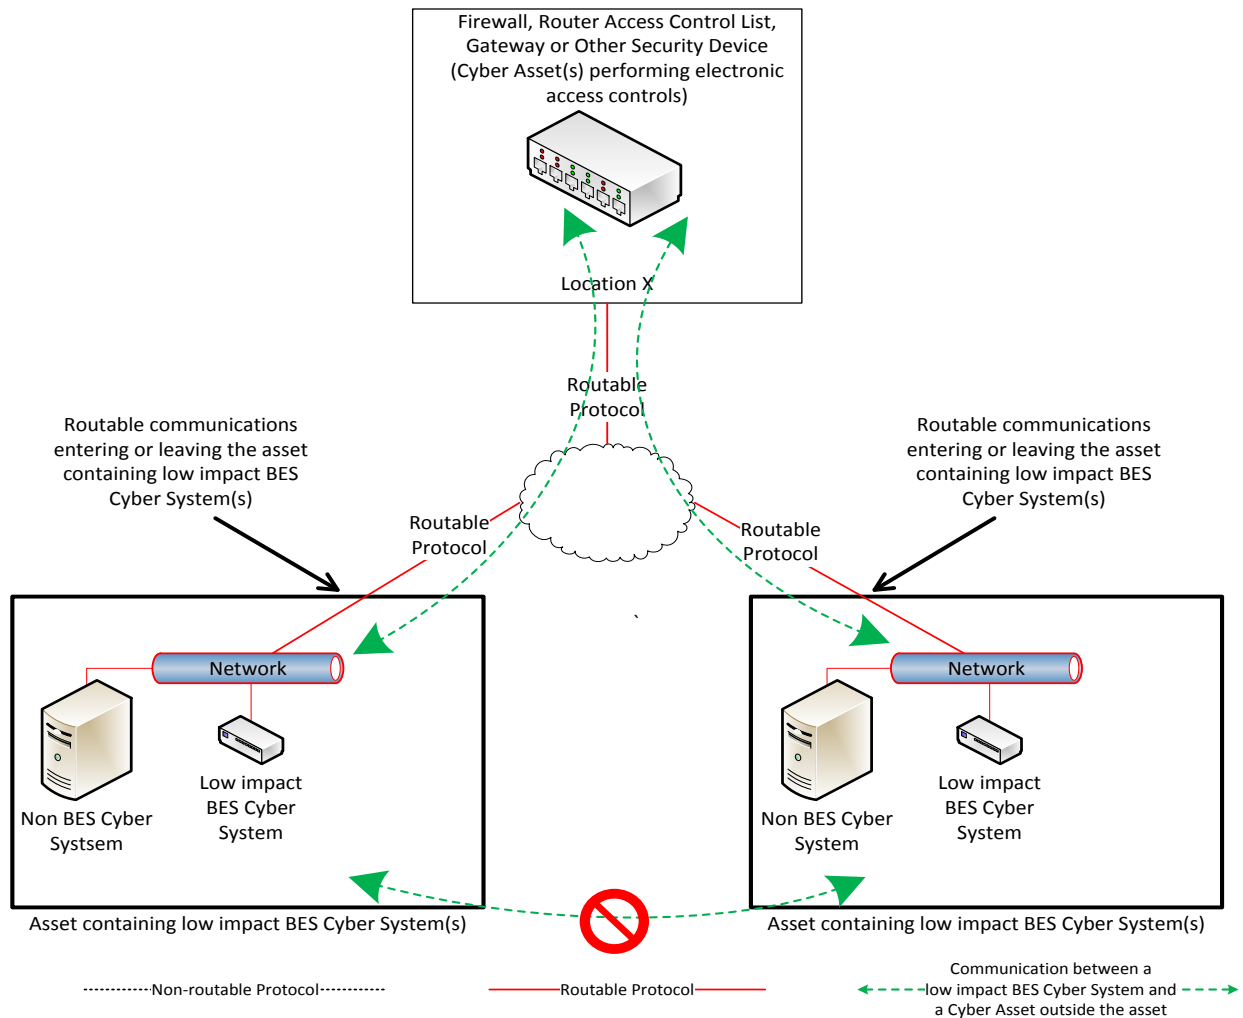 Firewall, Router Access Control List,
Gateway or Other Security Device
(Cyber Asset(s) performing electronic
access controls)
Location X
Routable
Protocol
Routable communications
entering or leaving the asset
containing low impact BES
Cyber System(s)
Routable communications
entering or leaving the asset
containing low impact BES
Cyber System(s)
Routable
Protocol
Routable
Protocol
`
Network
Non BES Cyber
Systsem
Low impact
BES Cyber
System
Network
Non BES Cyber
System
Low impact
BES Cyber
System
Asset containing low impact BES Cyber System(s)
Asset containing low impact BES Cyber System(s)
Non-routable Protocol
Routable Protocol
Communication between a
low impact BES Cyber System and
a Cyber Asset outside the asset